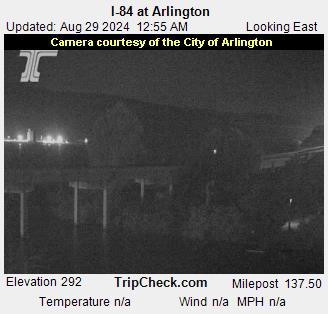 I-84 at Arlington
Updated: Aug 29 2024 12:55 AM Looking East
Camera courtesy of the City of Arlington
Elevation 292 TripCheck.com Milepost 137.50
Temperature n/a Wind n/a MPH n/a